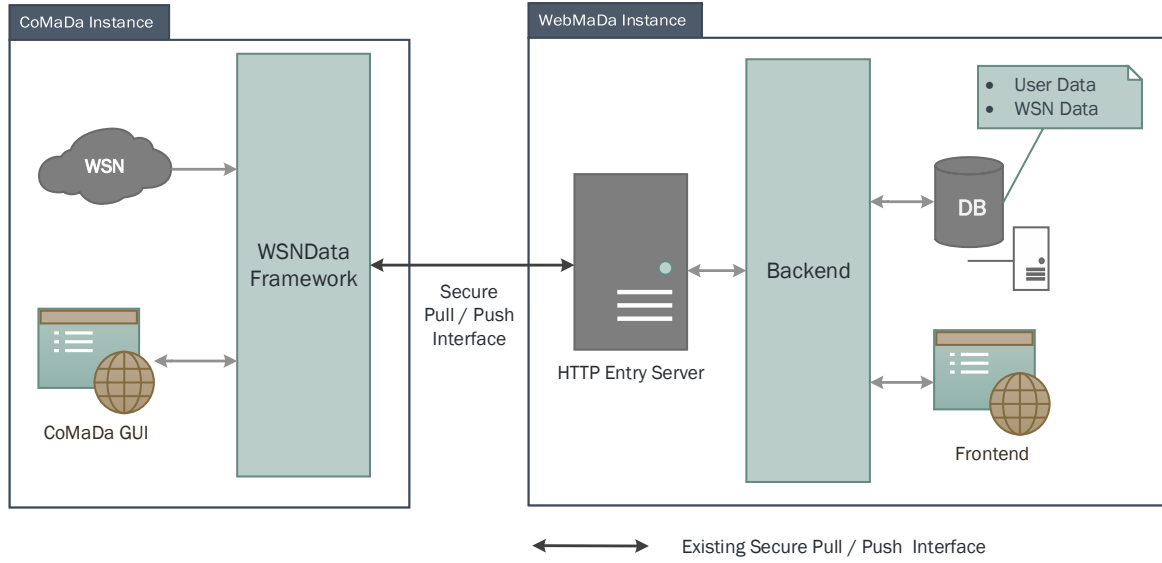 CoMaDa Instance
WebMaDa Instance
User Data
WSN Data
WSN
DB
WSNData
Framework
Backend
Secure
Pull / Push
Interface
HTTP Entry Server
CoMaDa GUI
Frontend
Existing Secure Pull / Push Interface